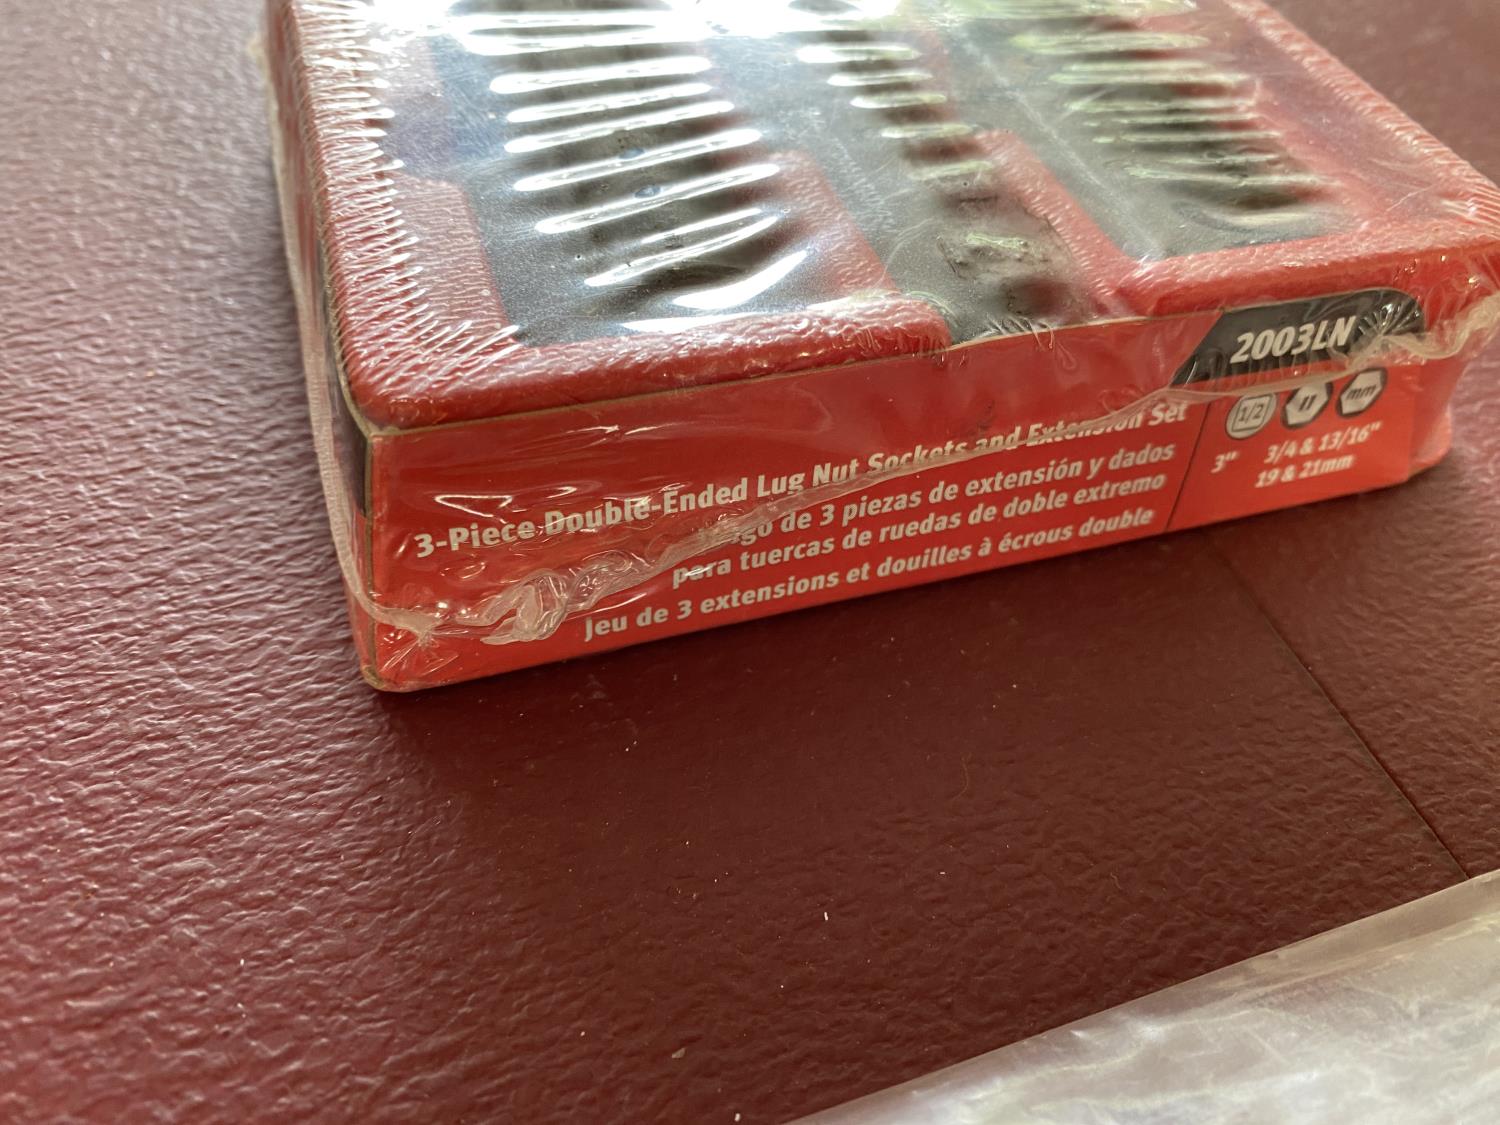 2003LN
3-Piece Double-Ended Lug Nut Sockets and Extension Set
de 3 piezas de extensión y dados
para tuercas de ruedas de doble extremo
Jeu de 3 extensions et douilles à écrous double
1/2 " mm
3" 3/4 & 13/16"
19 & 21mm